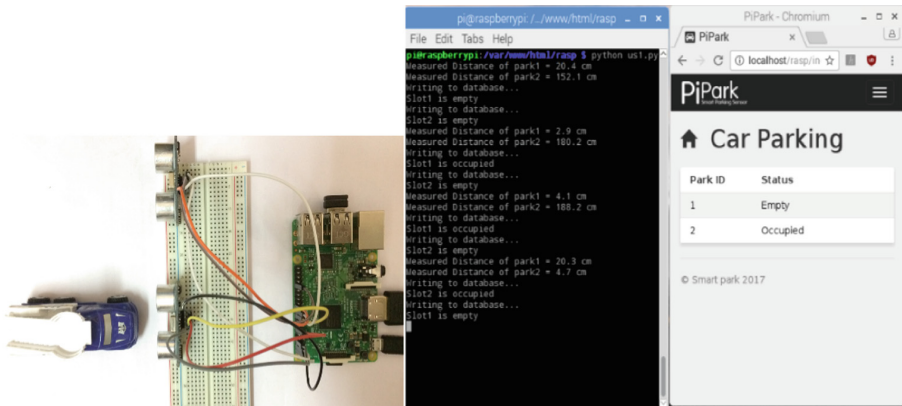 pi@raspberrypi: /../www/html/rasp
File Edit Tabs Help
pi@raspberrypi:/var/www/html/rasp $ python us1.py
Measured Distance of park1 = 20.4 cm
Measured Distance of park2 = 152.1 cm
Writing to database...
Slot1 is empty
Writing to database...
Slot2 is empty
Measured Distance of park1 = 2.9 cm
Measured Distance of park2 = 180.2 cm
Writing to database...
Slot1 is occupied
Writing to database...
Slot2 is empty
Measured Distance of park1 = 4.1 cm
Measured Distance of park2 = 188.2 cm
Writing to database...
Slot1 is occupied
Writing to database...
Slot2 is empty
Measured Distance of park1 = 20.3 cm
Measured Distance of park2 = 4.7 cm
Writing to database...
Slot2 is occupied
Writing to database...
Slot1 is empty
PiPark - Chromium
PiPark
localhost/rasp/in
PiPark
Smart Parking Sensor
Car Parking
Park ID Status
1 Empty
2 Occupied
© Smart park 2017